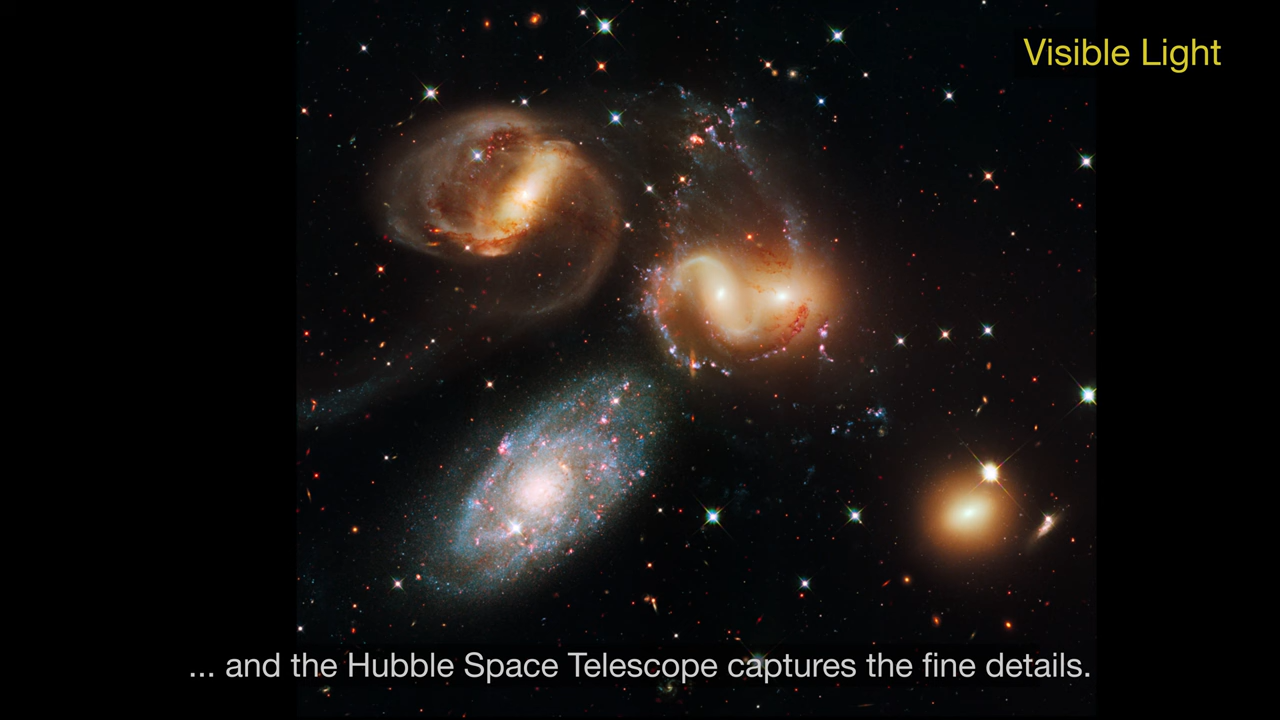 Visible Light
... and the Hubble Space Telescope captures the fine details.